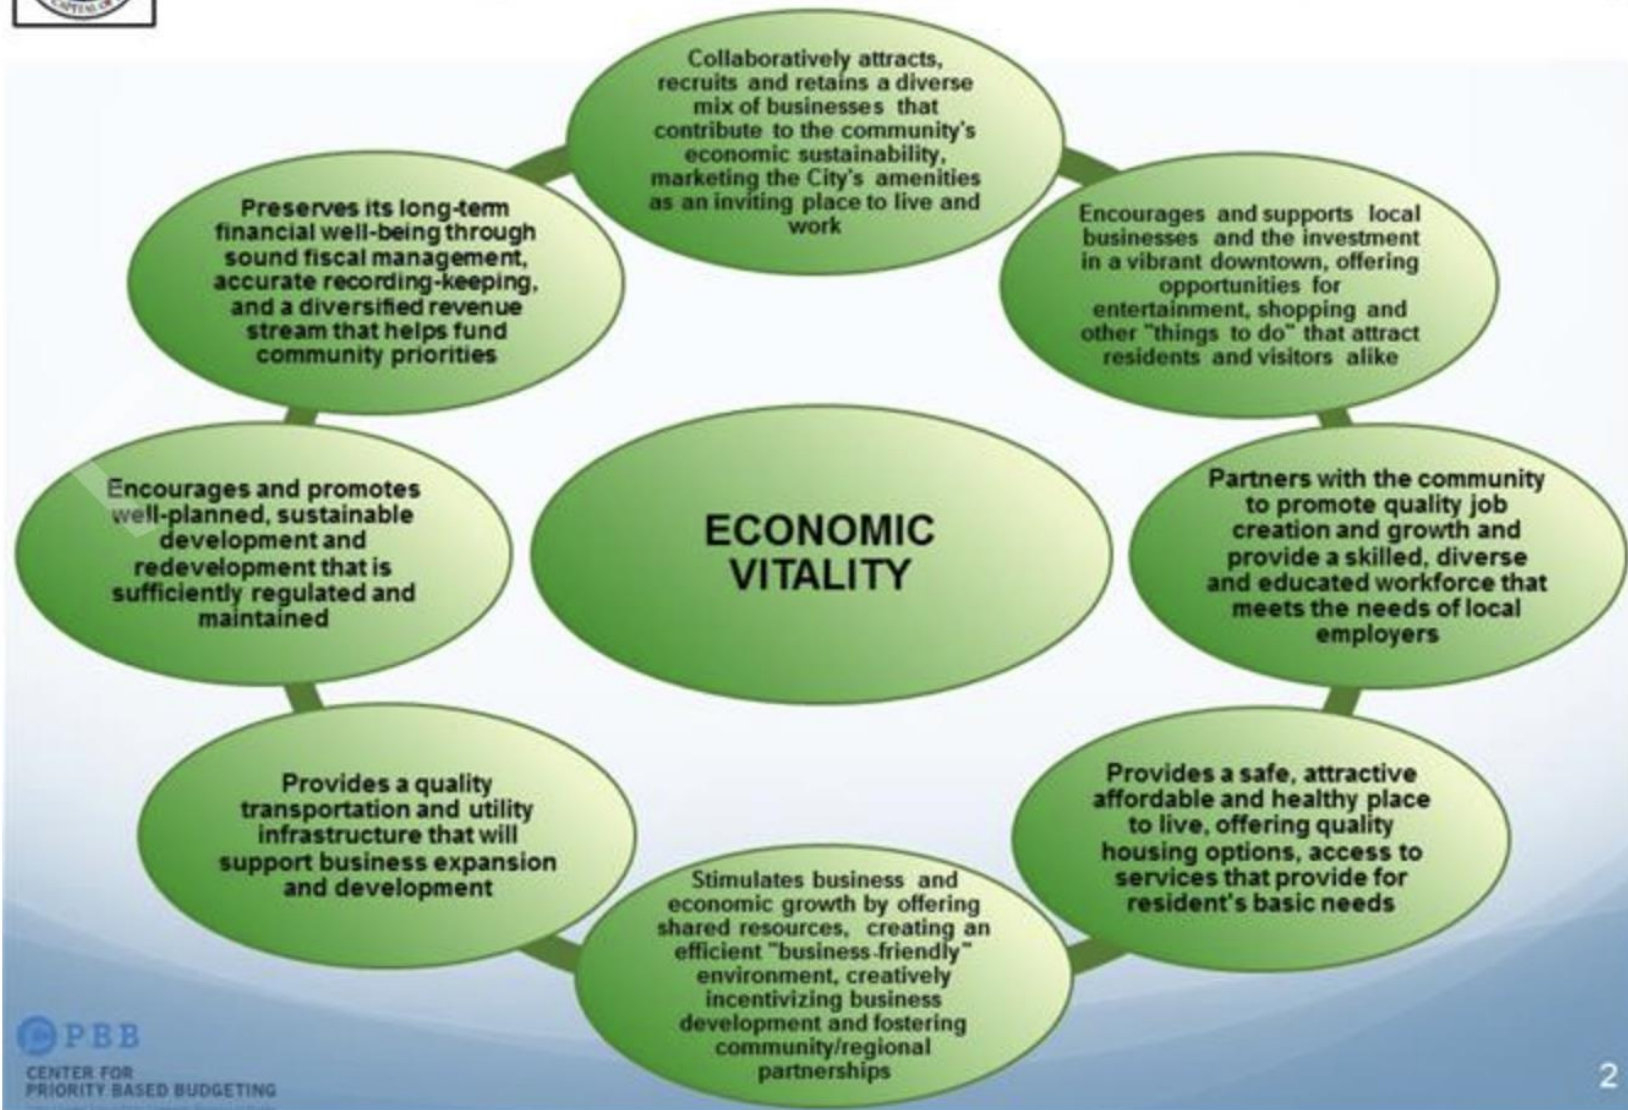 CAPITAL OF
Collaboratively attracts,
recruits and retains a diverse
mix of businesses that
contribute to the community's
economic sustainability,
marketing the City's amenities
as an inviting place to live and
work
Encourages and supports local
businesses and the investment
in a vibrant downtown, offering
opportunities for
entertainment, shopping and
other "things to do" that attract
residents and visitors alike
Partners with the community
to promote quality job
creation and growth and
provide a skilled, diverse
and educated workforce that
meets the needs of local
employers
Provides a safe, attractive
affordable and healthy place
to live, offering quality
housing options, access to
services that provide for
resident's basic needs
Stimulates business and
economic growth by offering
shared resources, creating an
efficient "business-friendly"
environment, creatively
incentivizing business
development and fostering
community/regional
partnerships
Provides a quality
transportation and utility
infrastructure that will
support business expansion
and development
Encourages and promotes
well-planned, sustainable
development and
redevelopment that is
sufficiently regulated and
maintained
Preserves its long-term
financial well-being through
sound fiscal management,
accurate recording-keeping,
and a diversified revenue
stream that helps fund
community priorities
ECONOMIC
VITALITY
PBB
CENTER FOR
PRIORITY BASED BUDGETING
2